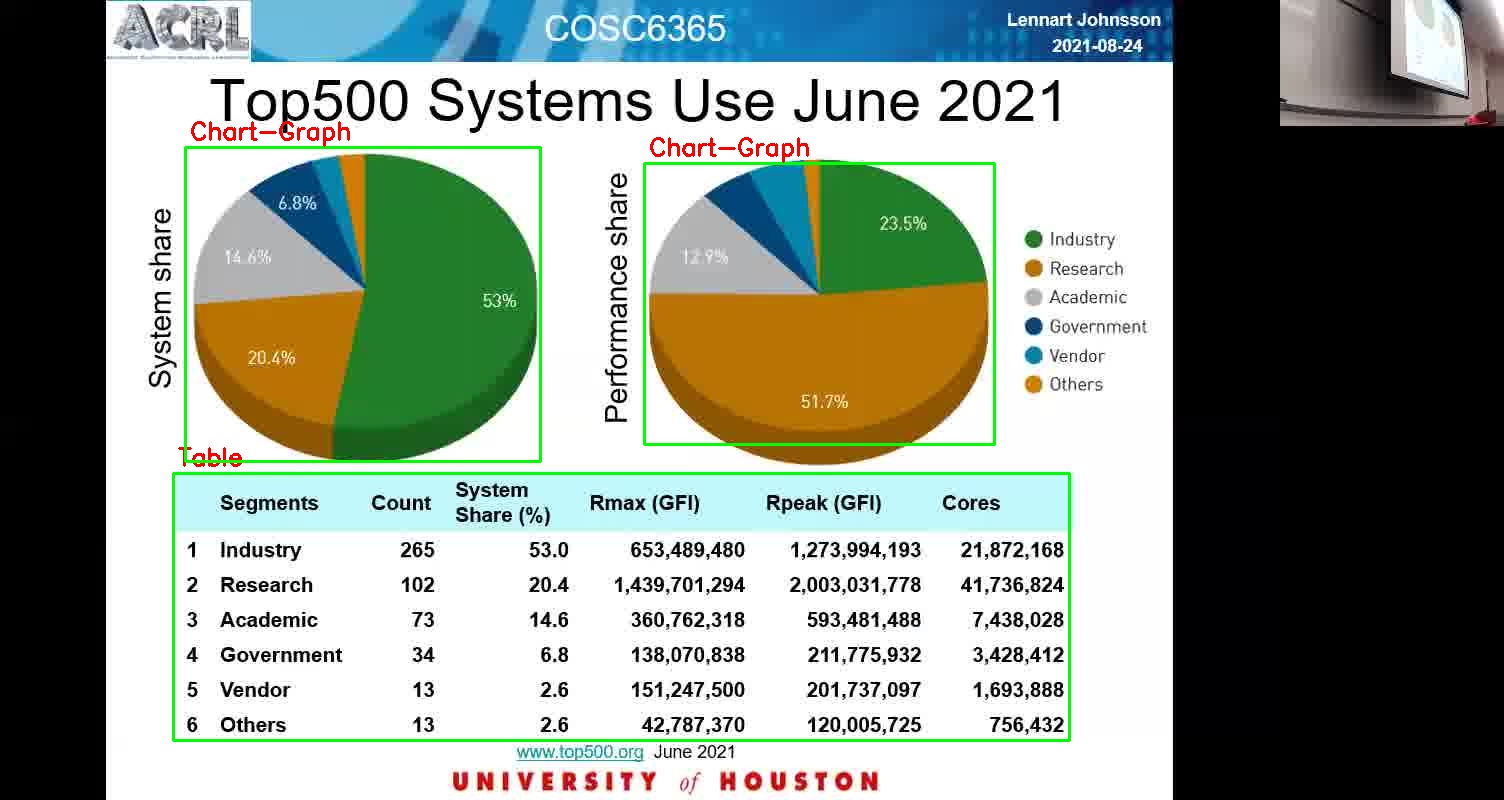 ACRL
COSC6365
Lennart Johnsson
2021-08-24
Top500 Systems Use June 2021
Chart-Graph
Chart-Graph
System share
6.8%
14.6%
53%
20.4%
Performance share
23.5%
12.9%
51.7%
Industry
Research
Academic
Government
Vendor
Others
Table
Segments Count System Share (%) Rmax (GFl) Rpeak (GFl) Cores
1 Industry 265 53.0 653,489,480 1,273,994,193 21,872,168
2 Research 102 20.4 1,439,701,294 2,003,031,778 41,736,824
3 Academic 73 14.6 360,762,318 593,481,488 7,438,028
4 Government 34 6.8 138,070,838 211,775,932 3,428,412
5 Vendor 13 2.6 151,247,500 201,737,097 1,693,888
6 Others 13 2.6 42,787,370 120,005,725 756,432
www.top500.org June 2021
UNIVERSITY of HOUSTON